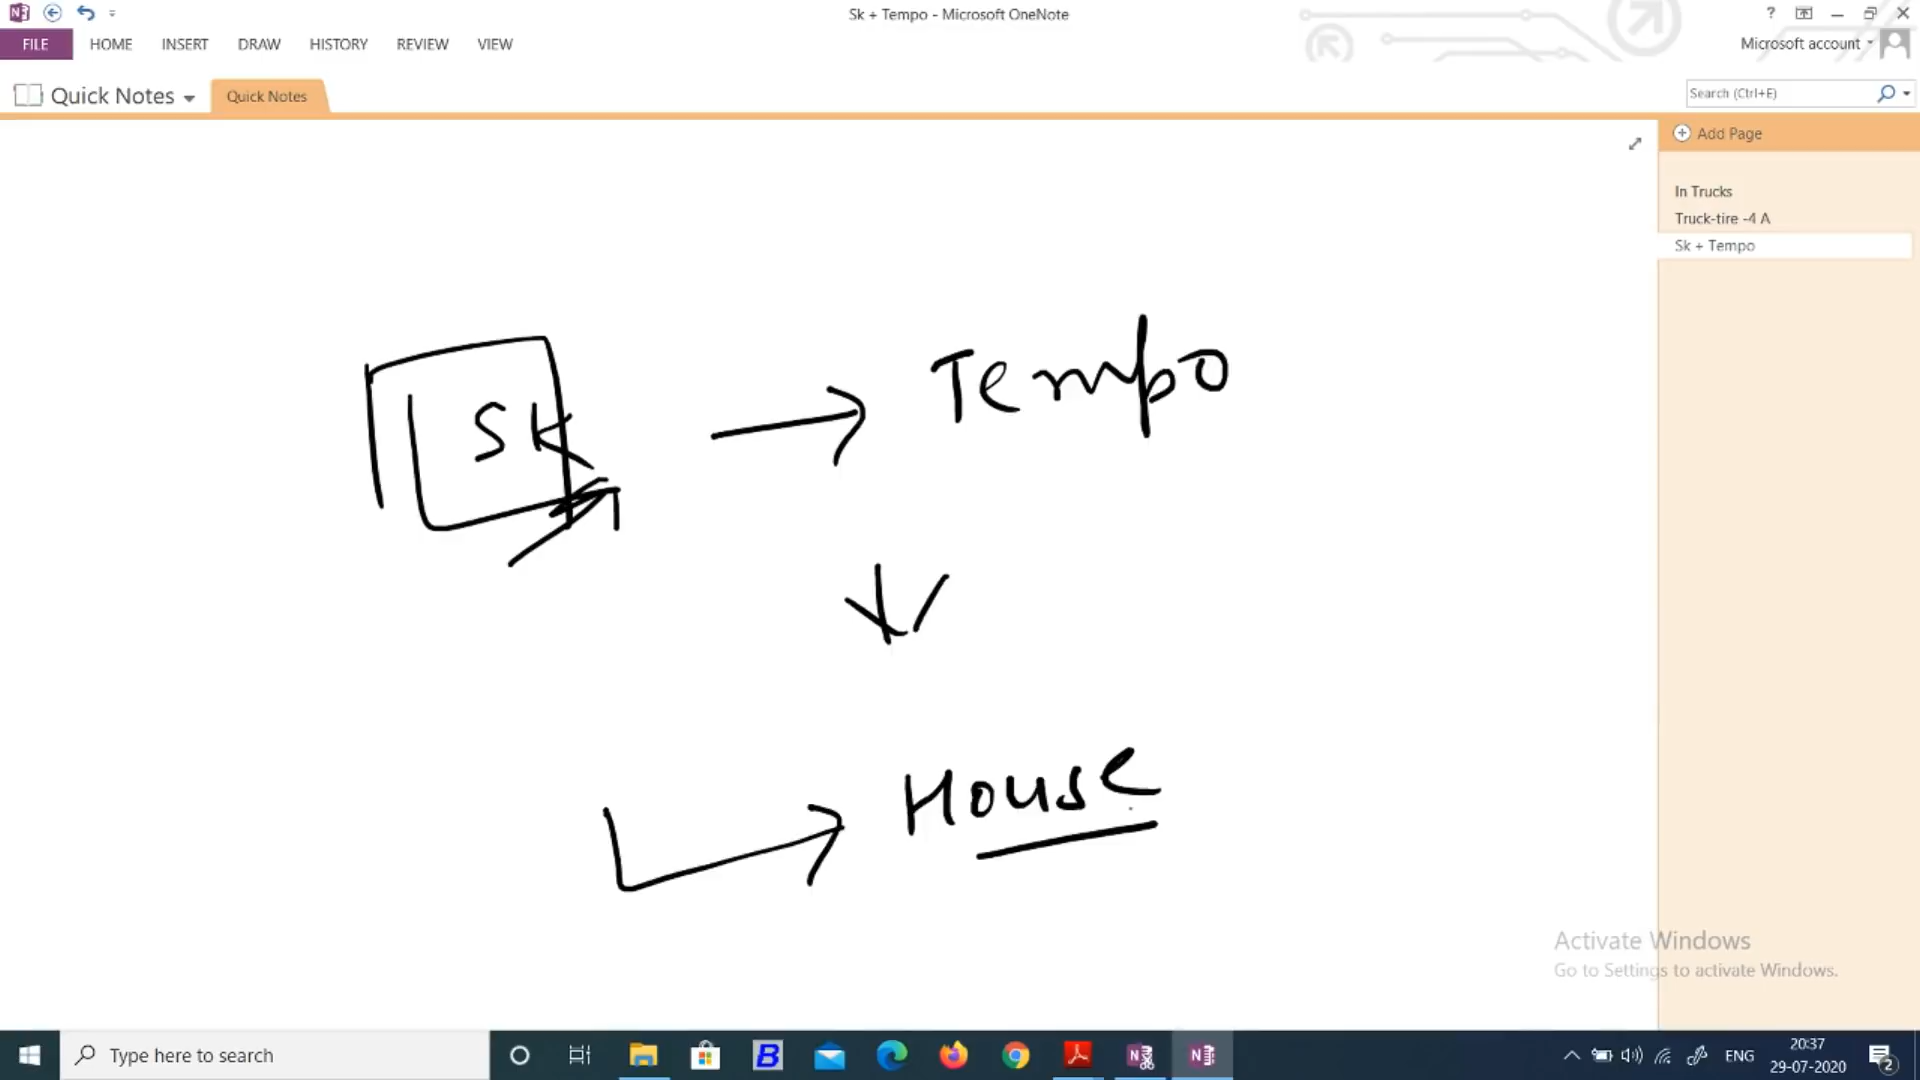 Sk + Tempo - Microsoft OneNote
?
FILE HOME INSERT DRAW HISTORY REVIEW VIEW
Microsoft account
Quick Notes
Quick Notes
Search (Ctrl+E)
Add Page
In Trucks
Truck-tire -4 A
Sk + Tempo
SK
Tempo
House
Activate Windows
Go to Settings to activate Windows.
Type here to search
B
ENG
20:37
29-07-2020
2